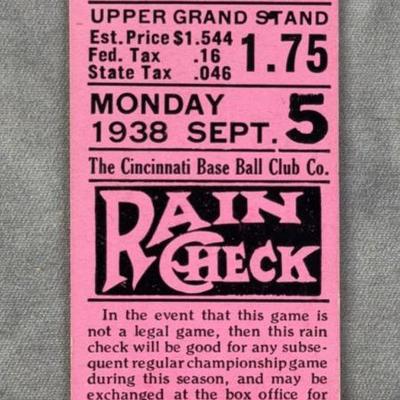 UPPER GRAND STAND
Est. Price $1.544
Fed. Tax .16
State Tax .046
1.75
MONDAY
1938 SEPT. 5
The Cincinnati Base Ball Club Co.
RAIN
CHECK
In the event that this game is
not a legal game, then this rain
check will be good for any subse-
quent regular championship game
during this season, and may be
exchanged at the box office for